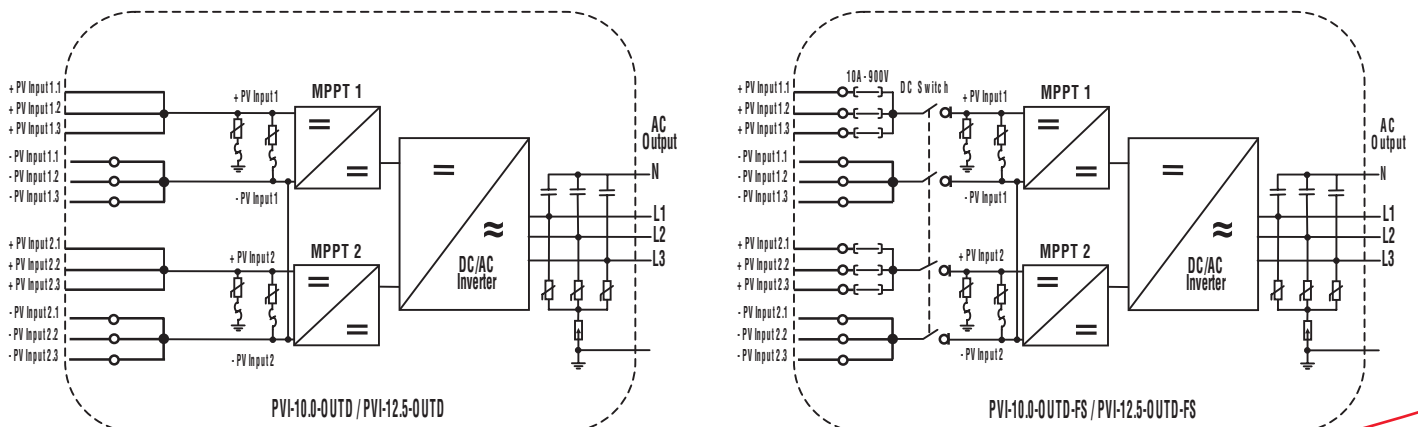 + PV Input 1.1
+ PV Input 1.2
+ PV Input 1.3
- PV Input 1.1
- PV Input 1.2
- PV Input 1.3
+ PV Input 2.1
+ PV Input 2.2
+ PV Input 2.3
- PV Input 2.1
- PV Input 2.2
- PV Input 2.3
+ PV Input 1
- PV Input 1
+ PV Input 2
- PV Input 2
MPPT 1
MPPT 2
DC/AC
Inverter
AC
Output
N
L1
L2
L3
PVI-10.0-OUTD / PVI-12.5-OUTD
+ PV Input 1.1
+ PV Input 1.2
+ PV Input 1.3
- PV Input 1.1
- PV Input 1.2
- PV Input 1.3
+ PV Input 2.1
+ PV Input 2.2
+ PV Input 2.3
- PV Input 2.1
- PV Input 2.2
- PV Input 2.3
10A - 900V
DC Switch
+ PV Input 1
- PV Input 1
+ PV Input 2
- PV Input 2
MPPT 1
MPPT 2
DC/AC
Inverter
AC
Output
N
L1
L2
L3
PVI-10.0-OUTD-FS / PVI-12.5-OUTD-FS